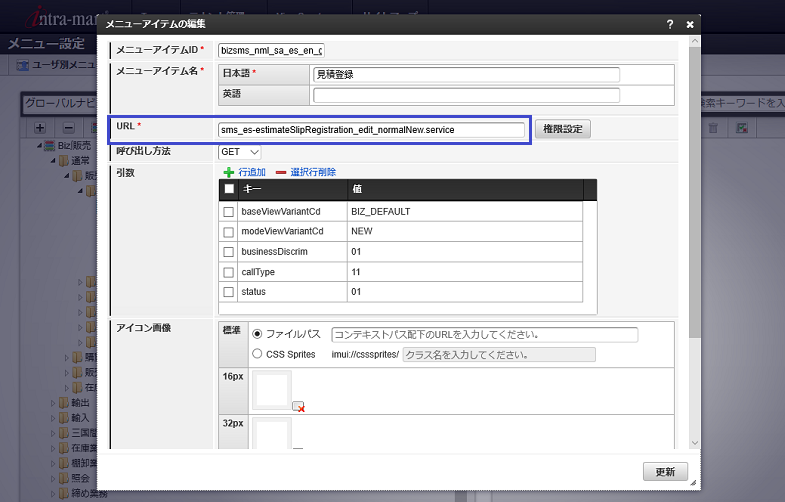 intra-mar
メニュー設定
ユーザ別メニュ
グローバルナビ
検索キーワードを入
Biz販売
通常
販売
購買
販売
在庫
輸出
輸入
三国間
在庫業
棚卸業
照会
締め業務
メニューアイテムの編集
? ✖
メニューアイテムID *
bizsms_nml_sa_es_en_g
メニューアイテム名 *
日本語 *
見積登録
英語
URL *
sms_es-estimateSlipRegistration_edit_normalNew.service
権限設定
呼び出し方法
GET
引数
行追加 選択行削除
キー 値
baseViewVariantCd BIZ_DEFAULT
modeViewVariantCd NEW
businessDiscrim 01
callType 11
status 01
アイコン画像
標準
ファイルパス コンテキストパス配下のURLを入力してください。
CSS Sprites imui://csssprites/ クラス名を入力してください。
16px
32px
更新